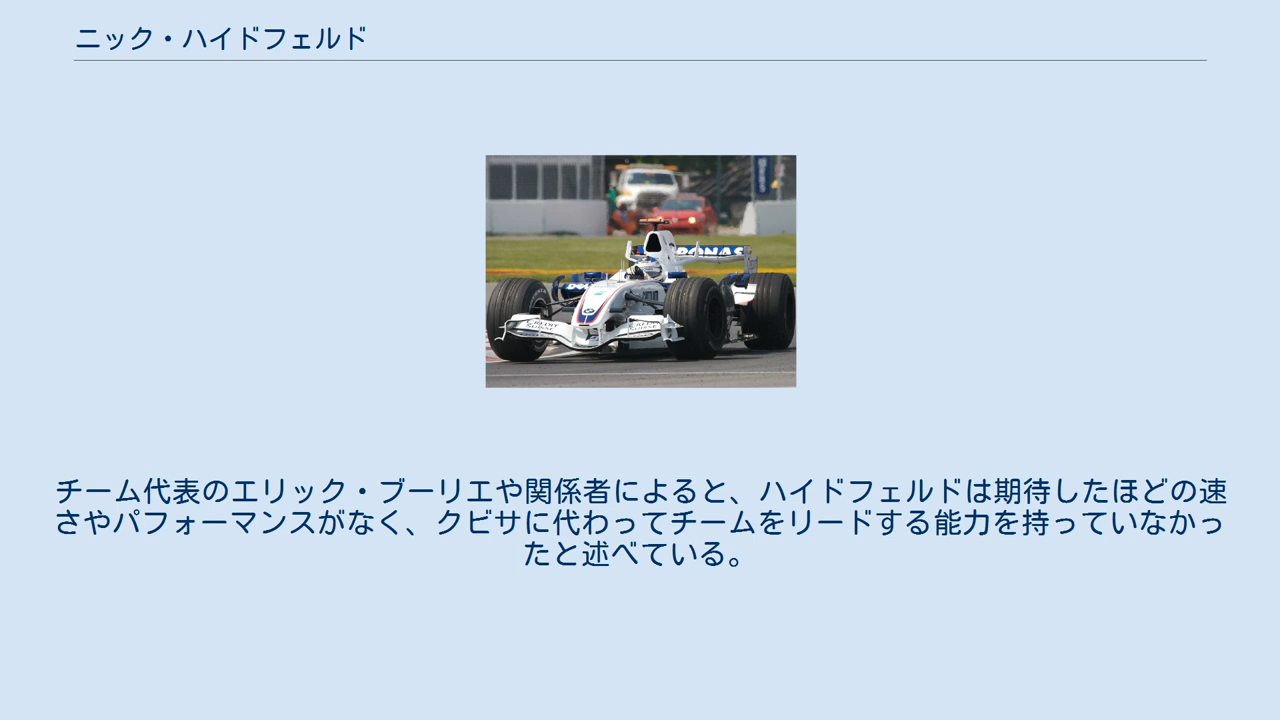 ニック・ハイドフェルド
PETRONAS
CREDIT
SUISSE
チーム代表のエリック・ブーリエや関係者によると、ハイドフェルドは期待したほどの速
さやパフォーマンスがなく、クビサに代わってチームをリードする能力を持っていなかっ
たと述べている。